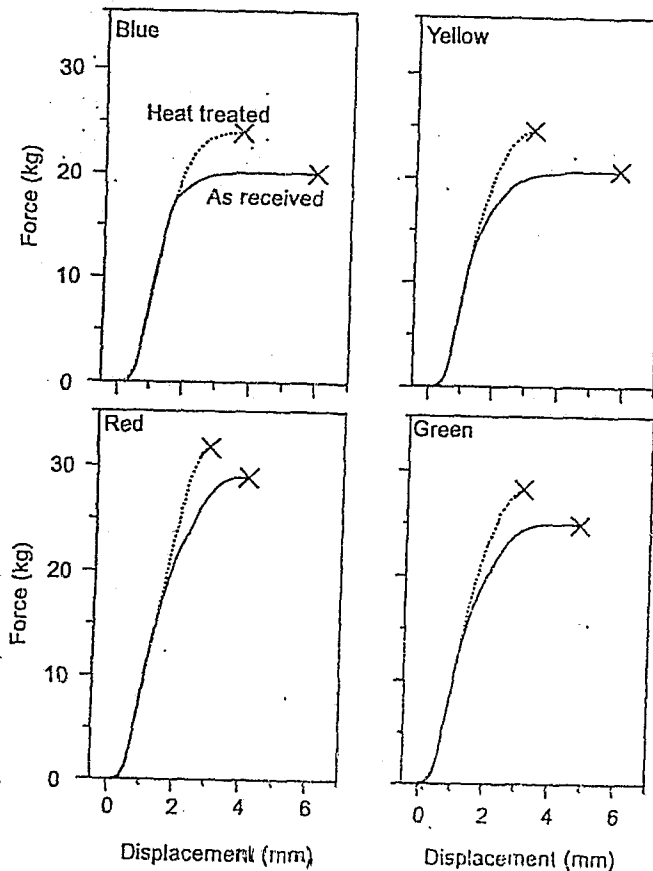 Blue
Yellow
30
20
10
0
Force (kg)
Heat treated
As received
Red
Green
30
20
10
0
Force (kg)
0 2 4 6
0 2 4 6
Displacement (mm)
Displacement (mm)